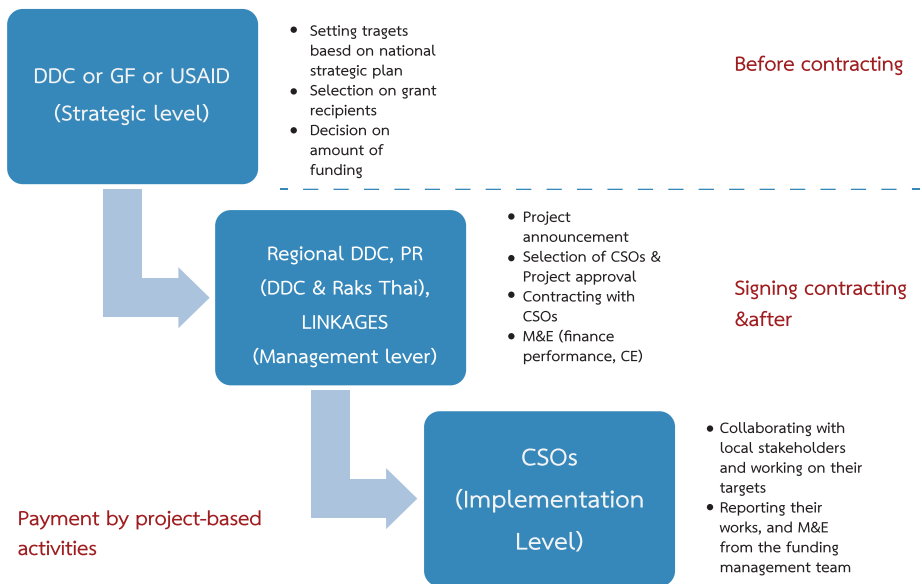 DDC or GF or USAID
(Strategic level)
• Setting tragets
baesd on national
strategic plan
• Selection on grant
recipients
• Decision on
amount of
funding
Before contracting
Regional DDC, PR
(DDC & Raks Thai),
LINKAGES
(Management lever)
• Project
announcement
• Selection of CSOs &
Project approval
• Contracting with
CSOs
• M&E (finance
performance, CE)
Signing contracting
&after
CSOs
(Implementation
Level)
• Collaborating with
local stakeholders
and working on their
targets
• Reporting their
works, and M&E
from the funding
management team
Payment by project-based
activities